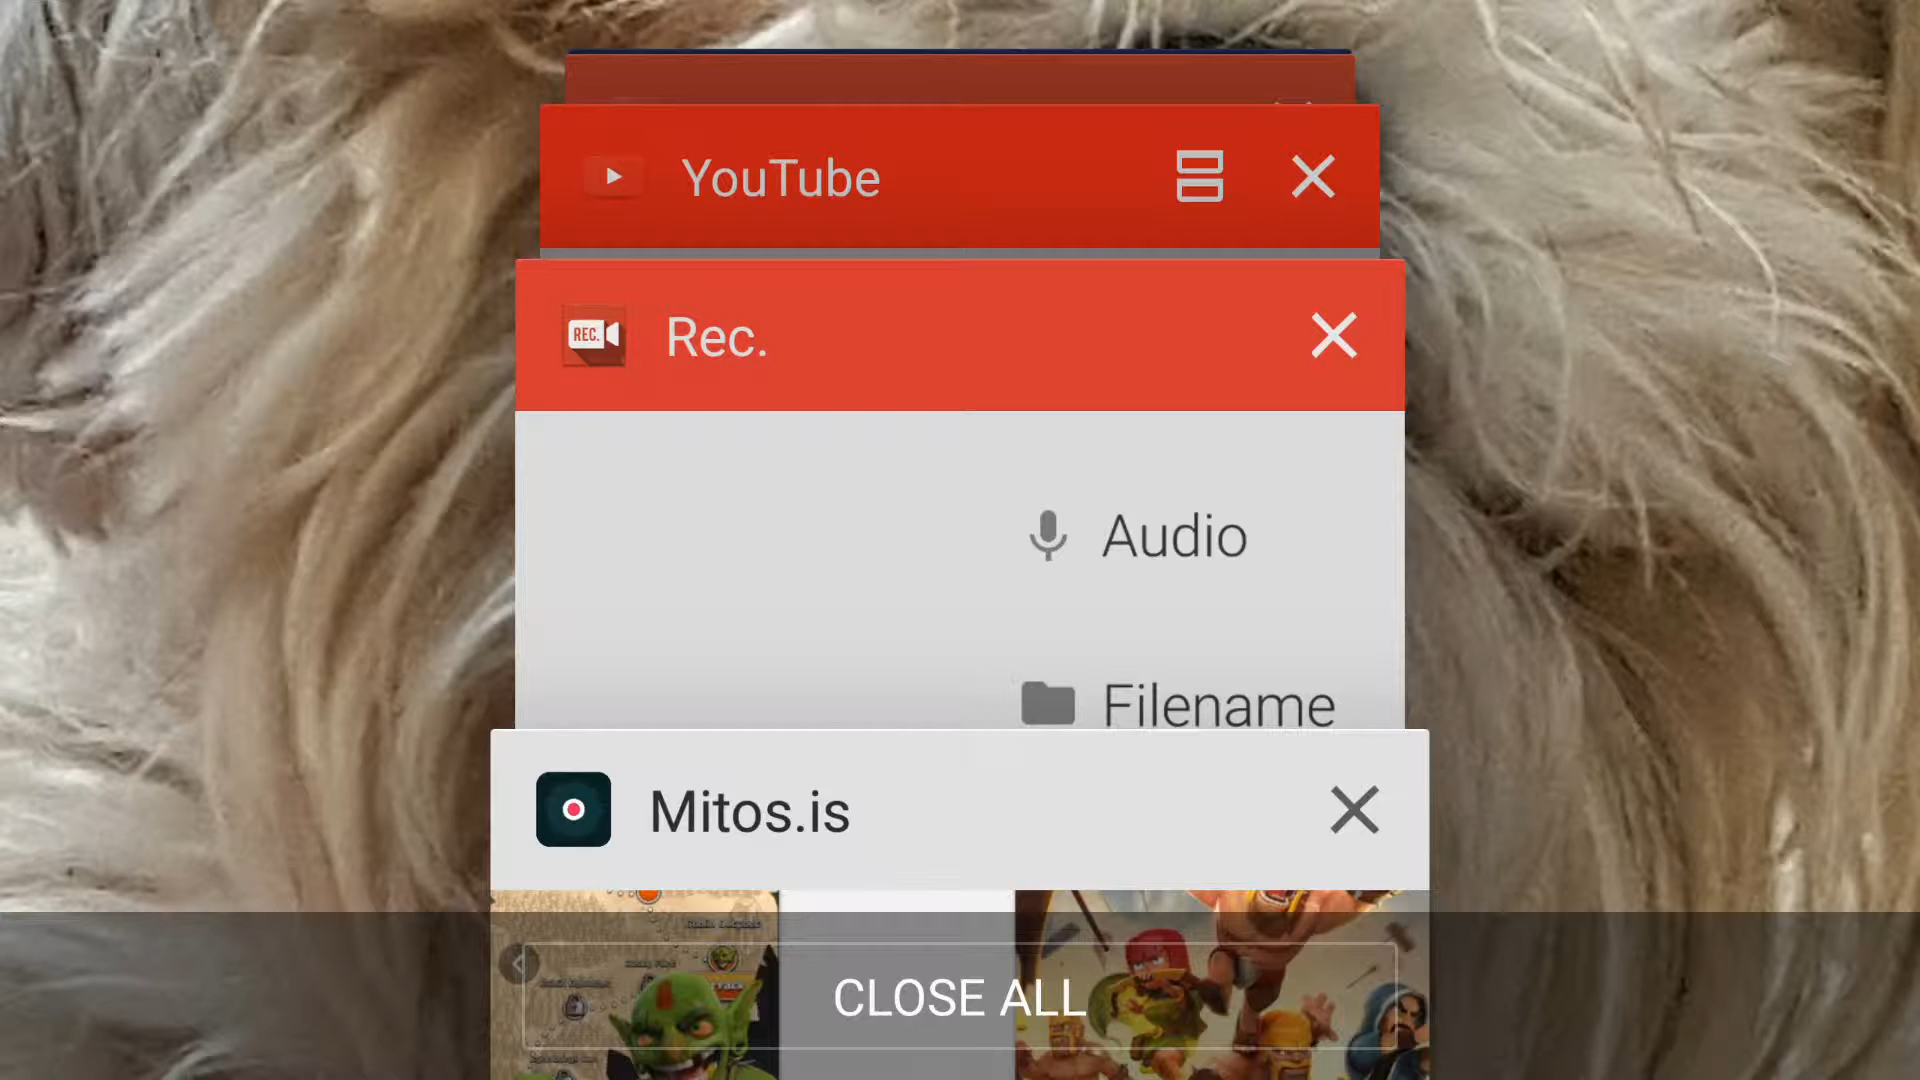 YouTube
REC.
Rec.
Audio
Filename
Mitos.is
CLOSE ALL